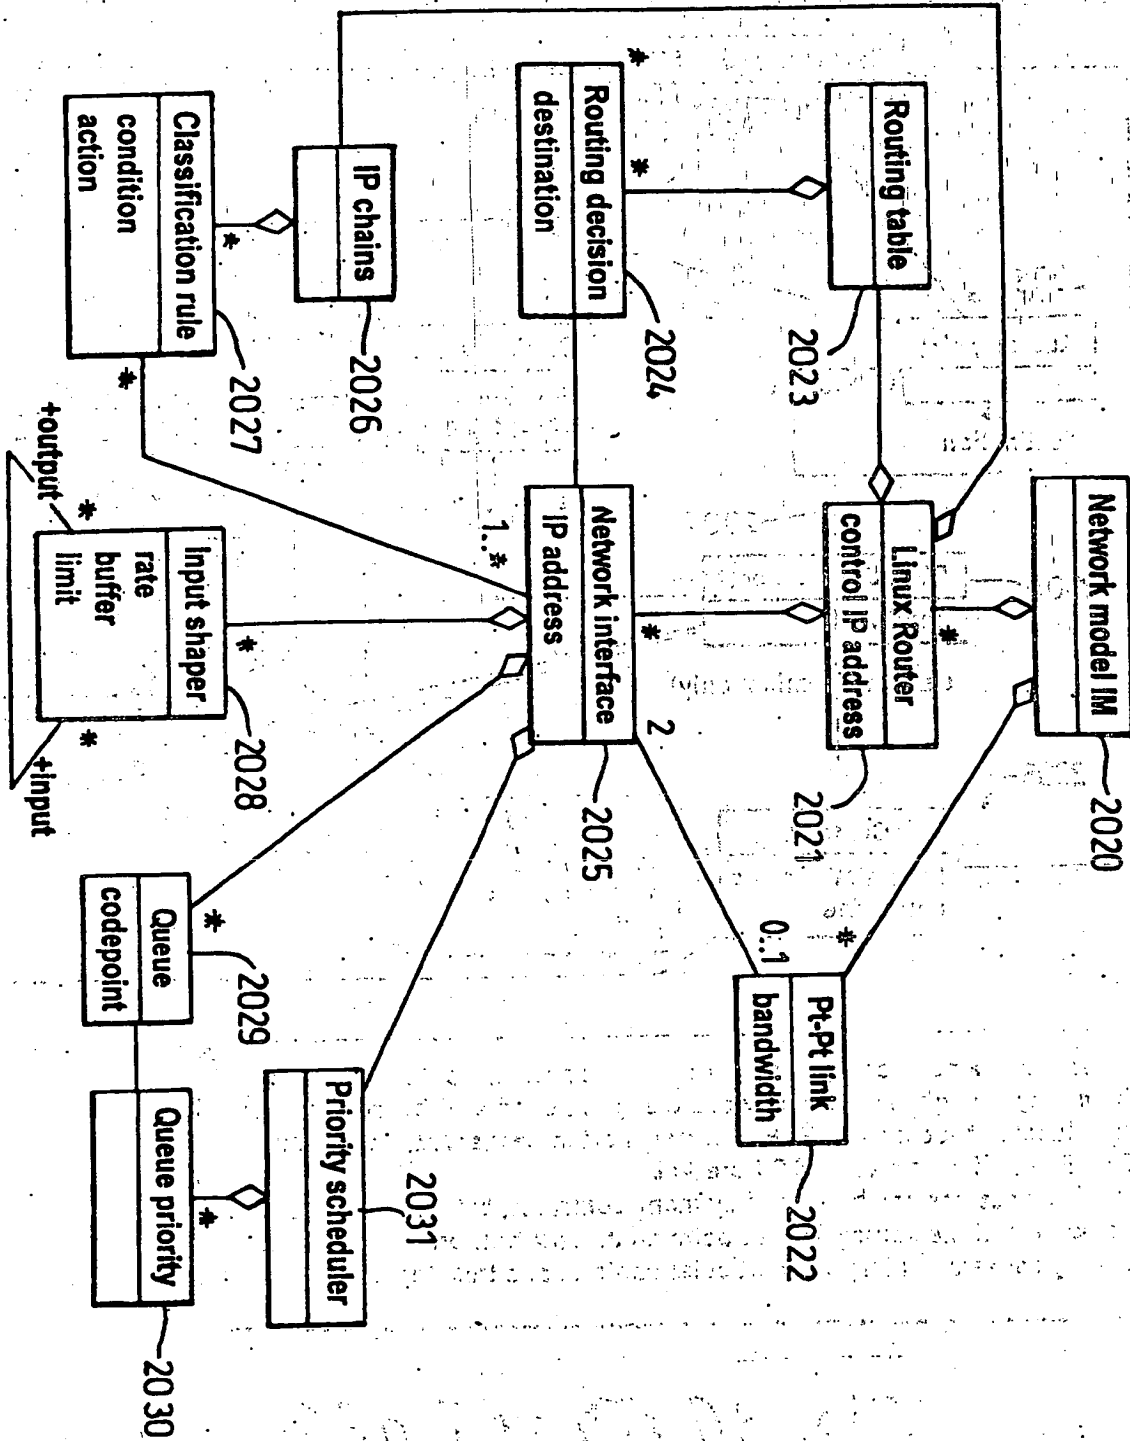 Network model IM
2020
*
*
Linux Router
control IP address
2021
Pt-Pt link
bandwidth
2022
0..1
Routing table
2023
*
*
Routing decision
destination
2024
*
2
Network interface
IP address
2025
1..*
IP chains
2026
*
Classification rule
condition
action
2027
*
*
Input shaper
rate
buffer
limit
2028
*
+output
*
+input
*
Queue
codepoint
2029
Priority scheduler
2031
*
Queue priority
2030